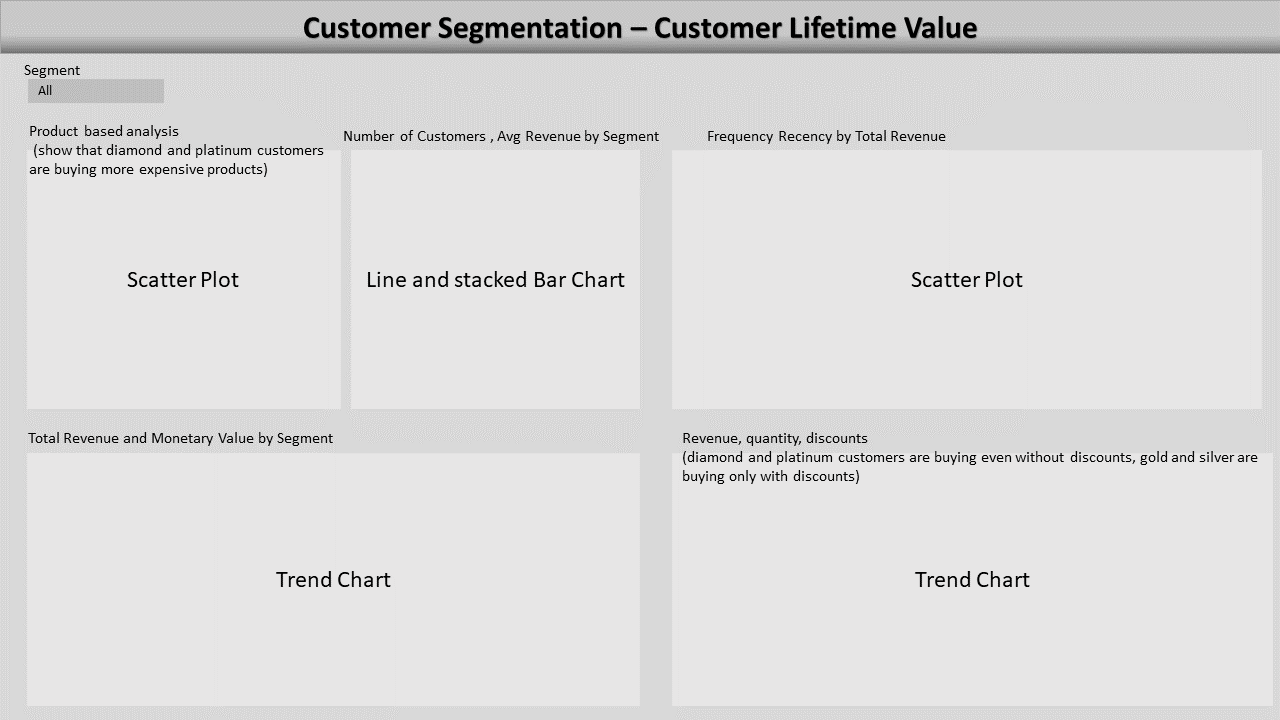 Customer Segmentation – Customer Lifetime Value
Segment
All
Product based analysis
(show that diamond and platinum customers
are buying more expensive products)
Scatter Plot
Number of Customers , Avg Revenue by Segment
Line and stacked Bar Chart
Frequency Recency by Total Revenue
Scatter Plot
Total Revenue and Monetary Value by Segment
Trend Chart
Revenue, quantity, discounts
(diamond and platinum customers are buying even without discounts, gold and silver are
buying only with discounts)
Trend Chart